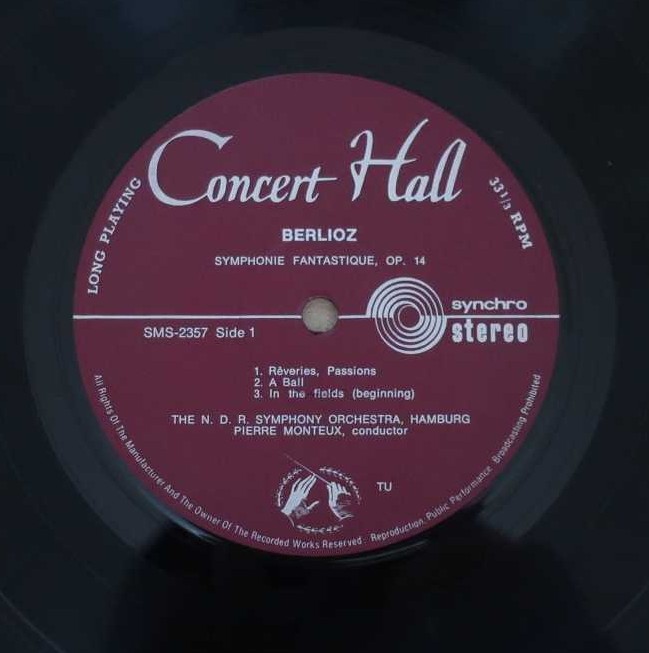 Concert Hall
LONG PLAYING
33 1/3 RPM
BERLIOZ
SYMPHONIE FANTASTIQUE, OP. 14
synchro
stereo
SMS-2357 Side 1
1. Rêveries, Passions
2. A Ball
3. In the fields (beginning)
THE N. D. R. SYMPHONY ORCHESTRA, HAMBURG
PIERRE MONTEUX, conductor
TU
All Rights Of The Manufacturer And The Owner Of The Recorded Works Reserved · Reproduction, Public Performance, Broadcasting Prohibited